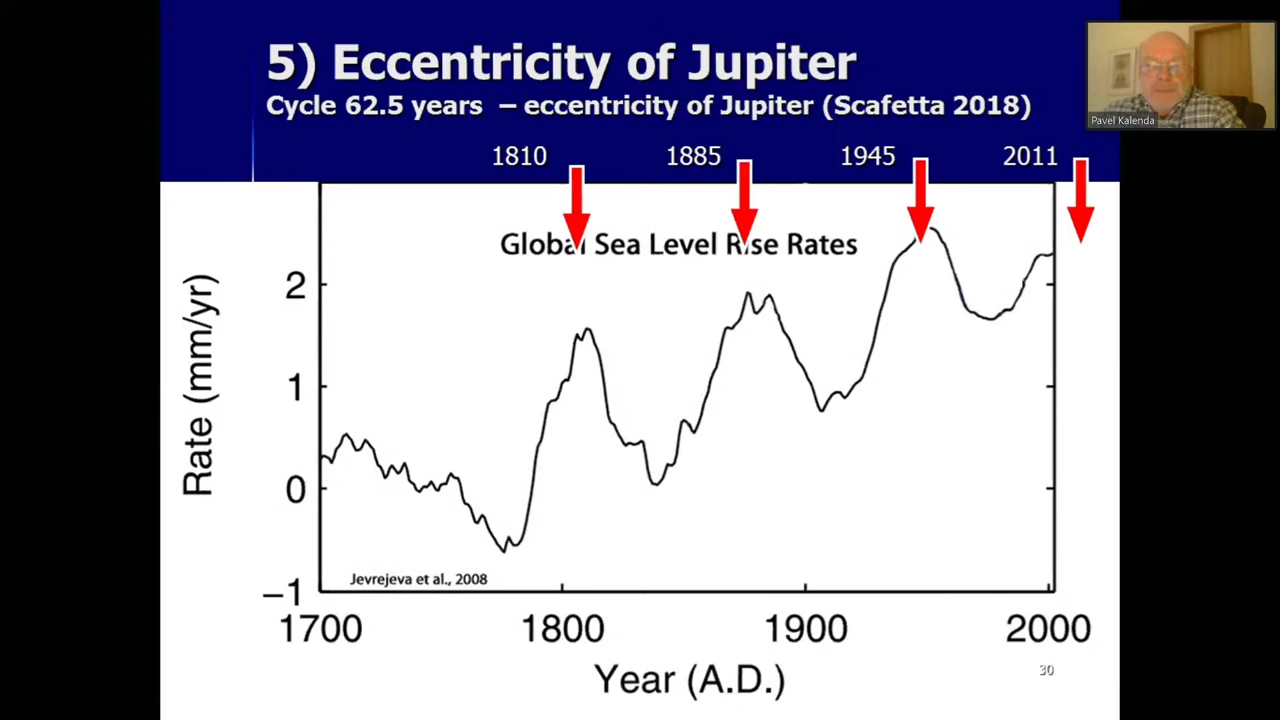 5) Eccentricity of Jupiter
Cycle 62.5 years – eccentricity of Jupiter (Scafetta 2018)
Pavel Kalenda
1810 1885 1945 2011
Global Sea Level Rise Rates
Rate (mm/yr)
2
1
0
−1
Jevrejeva et al., 2008
1700 1800 1900 2000
Year (A.D.)
30